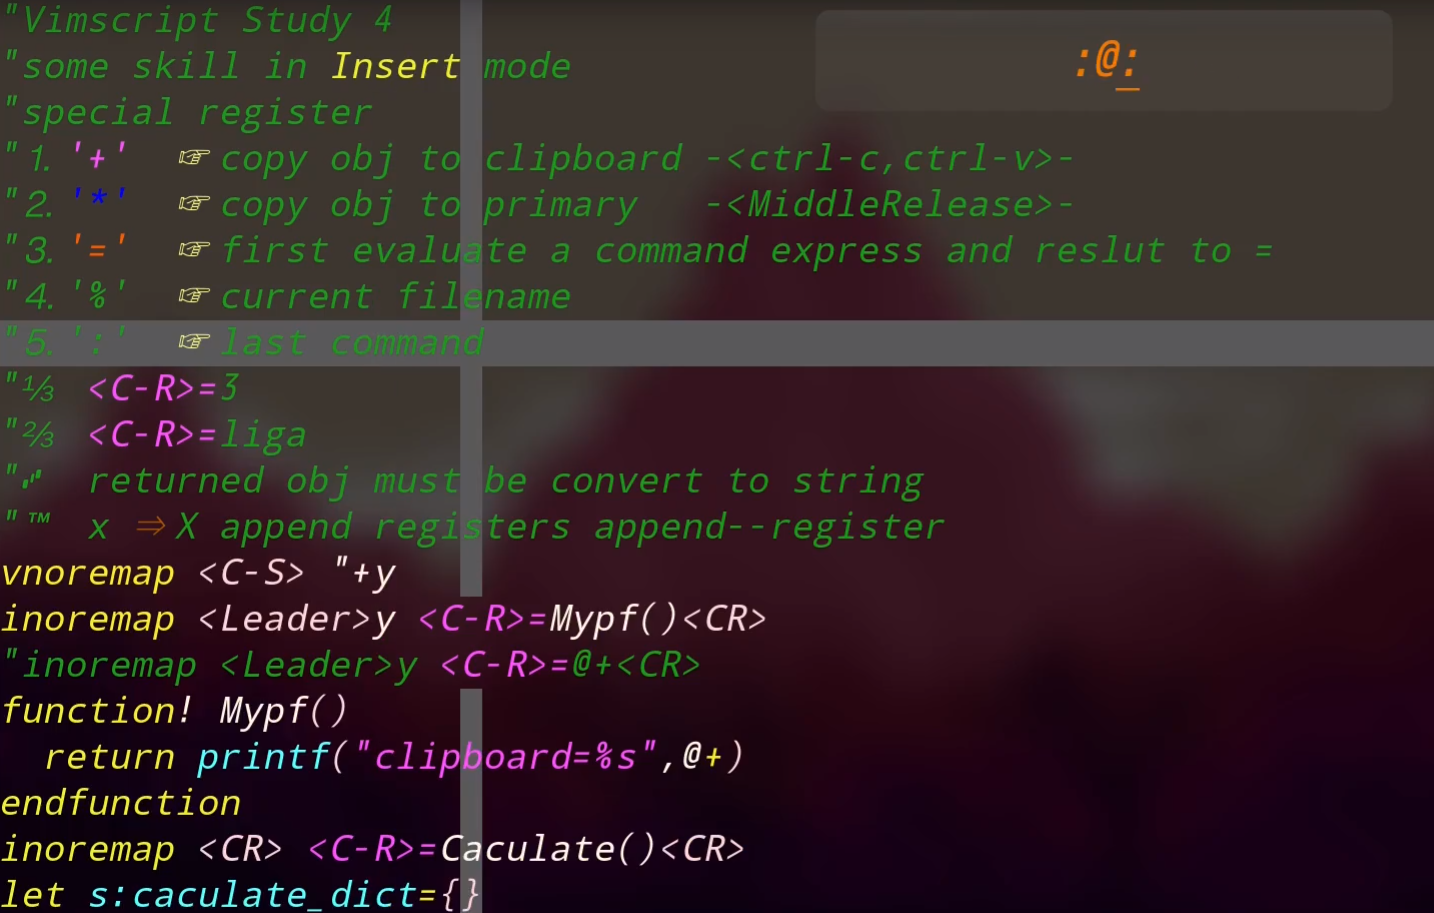 "Vimscript Study 4
"some skill in Insert mode
:@:
"special register
"1. '+' ☞ copy obj to clipboard -<ctrl-c,ctrl-v>-
"2. '*' ☞ copy obj to primary -<MiddleRelease>-
"3. '=' ☞ first evaluate a command express and reslut to =
"4. '%' ☞ current filename
"5. ':' ☞ last command
"⅓ <C-R>=3
"⅔ <C-R>=liga
" returned obj must be convert to string
"™ x ⇒ X append registers append--register
vnoremap <C-S> "+y
inoremap <Leader>y <C-R>=Mypf()<CR>
"inoremap <Leader>y <C-R>=@+<CR>
function! Mypf()
  return printf("clipboard=%s",@+)
endfunction
inoremap <CR> <C-R>=Caculate()<CR>
let s:caculate_dict={}